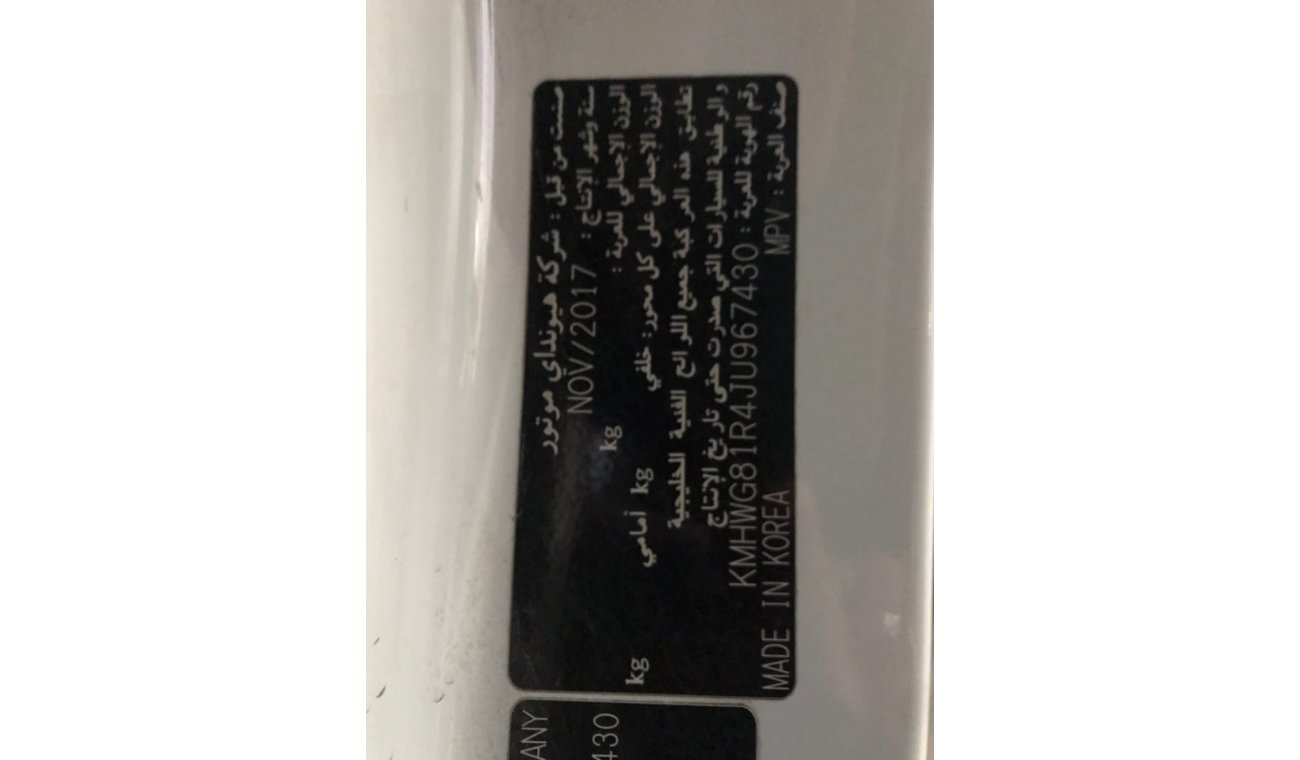 صنعت من قبل : شركة هيونداي موتور
سنة وشهر الإنتاج : NOV/2017
الوزن الإجمالي للعربة : kg
الوزن الإجمالي على كل محور : خلفي kg أمامي kg
تطابق هذه المركبة جميع اللوائح الفنية الخليجية
والوطنية للسيارات التي صدرت حتى تاريخ الإنتاج
رقم الهوية للعربة : KMHWG81R4JU967430
صنف العربة : MPV MADE IN KOREA
ANY
430